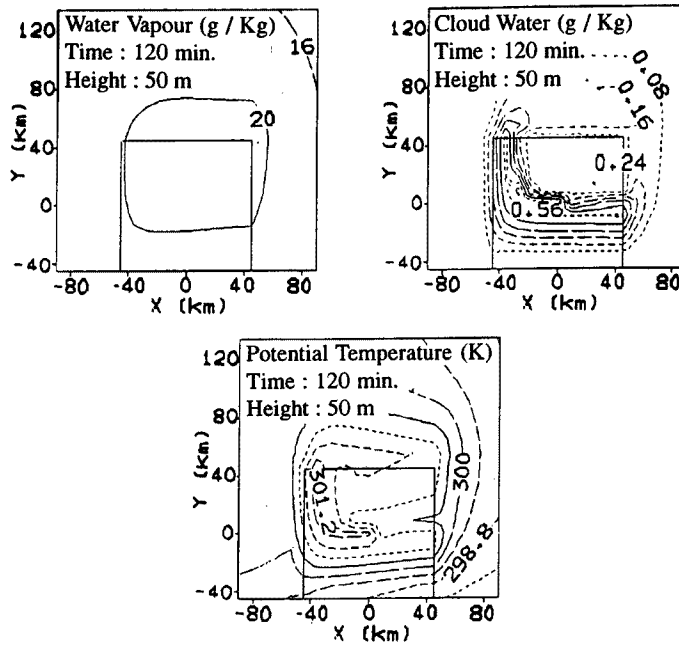 Water Vapour (g / Kg)
Time : 120 min.
Height : 50 m
16
20
120
80
40
0
-40
Y (km)
-80 -40 0 40 80
X (km)
Cloud Water (g / Kg)
Time : 120 min.
Height : 50 m
0.08
0.16
0.24
0.56
120
80
40
0
-40
Y (km)
-80 -40 0 40 80
X (km)
Potential Temperature (K)
Time : 120 min.
Height : 50 m
301.2
300
298.8
120
80
40
0
-40
Y (km)
-80 -40 0 40 80
X (km)